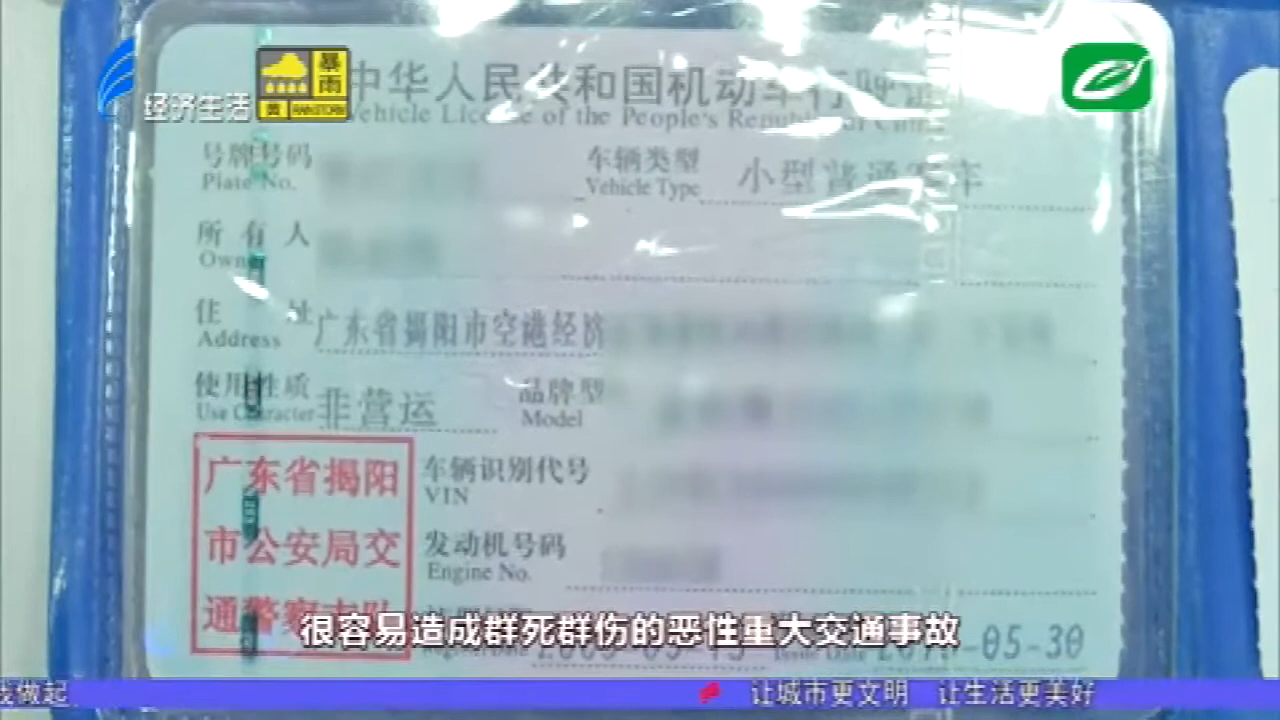 经济生活
暴雨
黄 RAINSTORM
中华人民共和国机动车行驶证
Vehicle License of the People's Republic of China
号牌号码
Plate No.
车辆类型
Vehicle Type
小型普通客车
所有人
Owner
住址
Address
广东省揭阳市空港经济
使用性质
Use Character
非营运
品牌型
Model
广东省揭阳
市公安局交
通警察支队
车辆识别代号
VIN
发动机号码
Engine No.
Issue Date
-05-30
很容易造成群死群伤的恶性重大交通事故
做起
让城市更文明 让生活更美好